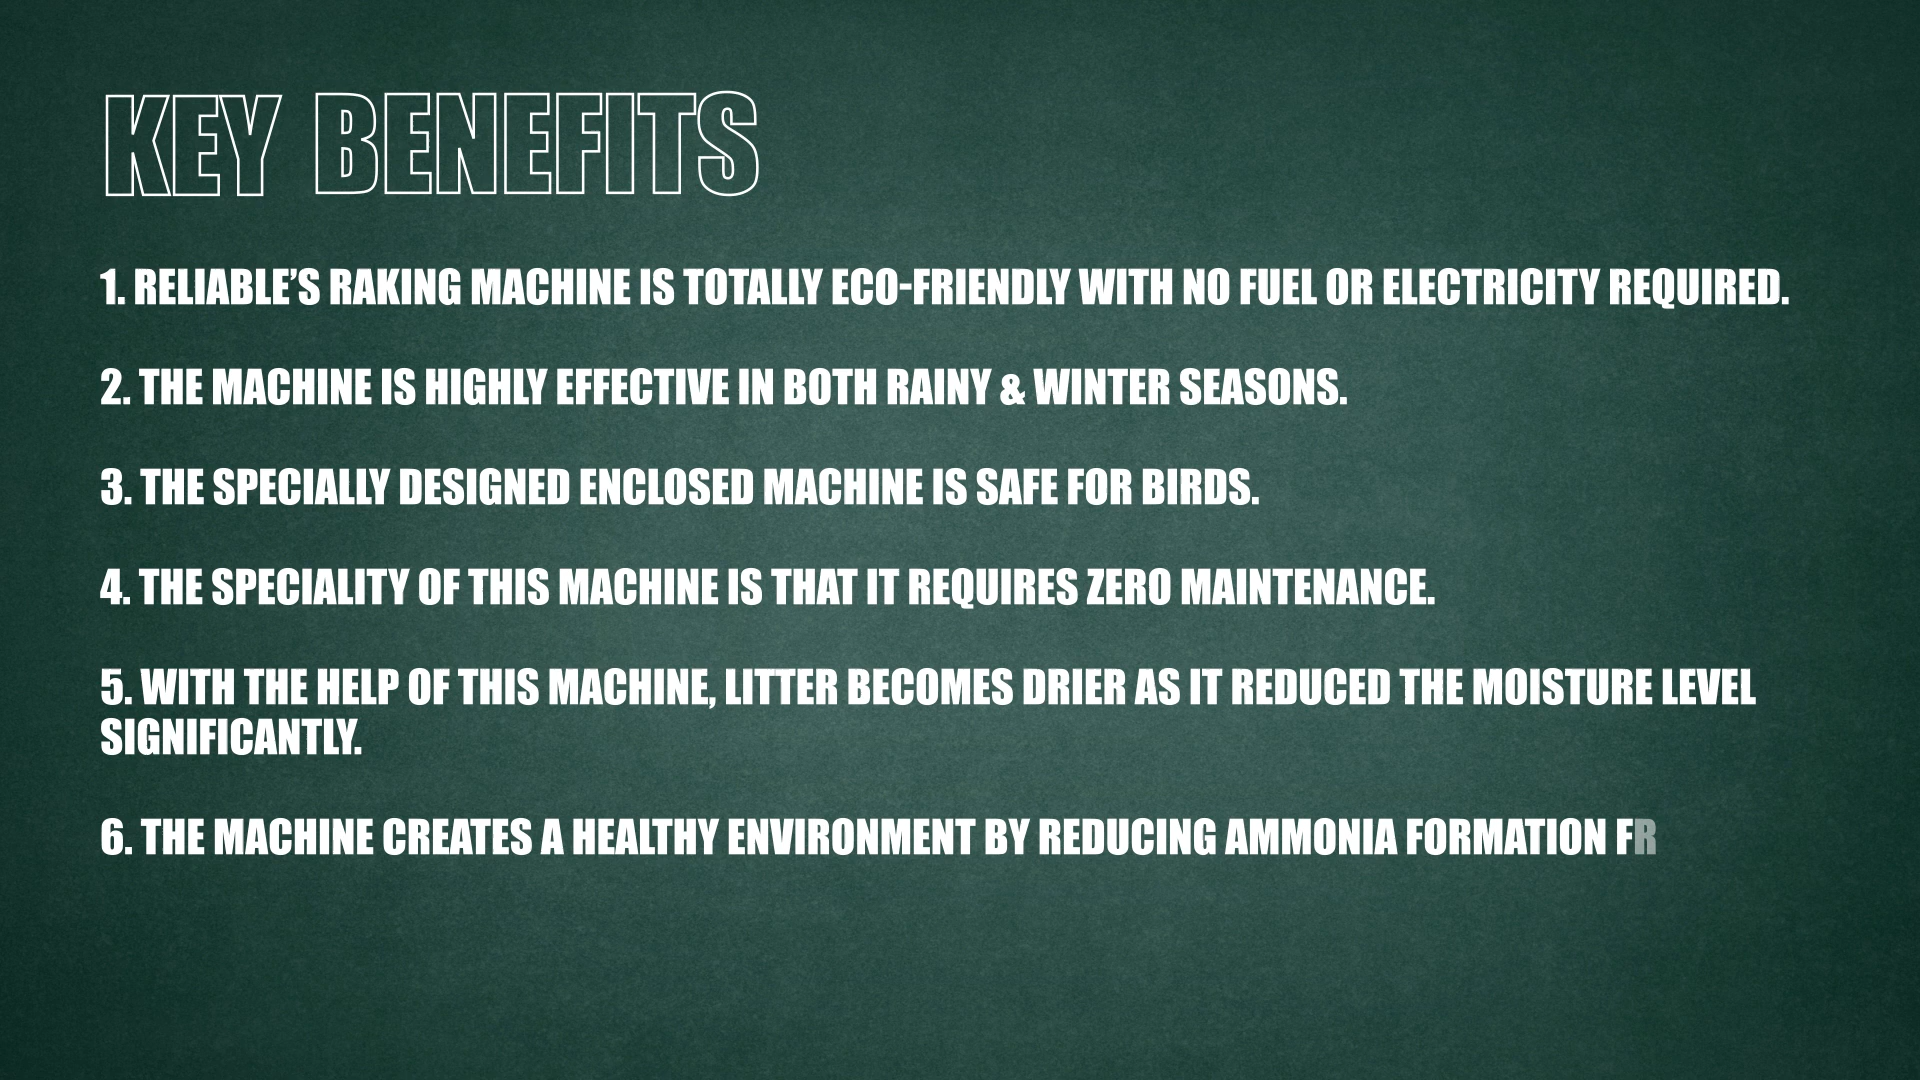 KEY BENEFITS
1. RELIABLE’S RAKING MACHINE IS TOTALLY ECO-FRIENDLY WITH NO FUEL OR ELECTRICITY REQUIRED.
2. THE MACHINE IS HIGHLY EFFECTIVE IN BOTH RAINY & WINTER SEASONS.
3. THE SPECIALLY DESIGNED ENCLOSED MACHINE IS SAFE FOR BIRDS.
4. THE SPECIALITY OF THIS MACHINE IS THAT IT REQUIRES ZERO MAINTENANCE.
5. WITH THE HELP OF THIS MACHINE, LITTER BECOMES DRIER AS IT REDUCED THE MOISTURE LEVEL
SIGNIFICANTLY.
6. THE MACHINE CREATES A HEALTHY ENVIRONMENT BY REDUCING AMMONIA FORMATION FR